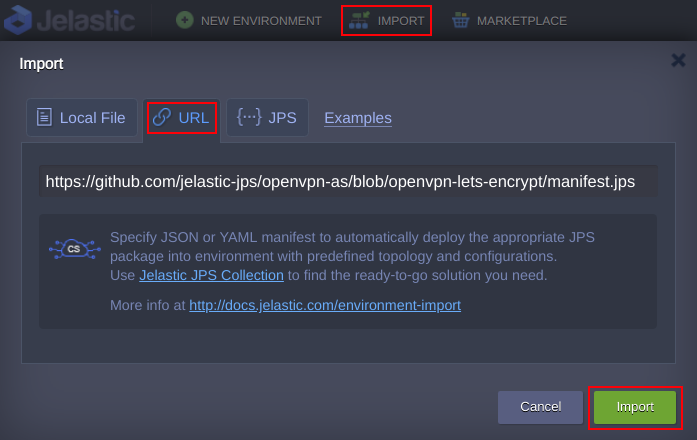 Jelastic NEW ENVIRONMENT IMPORT MARKETPLACE
Import
Local File URL {···} JPS Examples
https://github.com/jelastic-jps/openvpn-as/blob/openvpn-lets-encrypt/manifest.jps
Specify JSON or YAML manifest to automatically deploy the appropriate JPS
CS
package into environment with predefined topology and configurations.
Use Jelastic JPS Collection to find the ready-to-go solution you need.
More info at http://docs.jelastic.com/environment-import
Cancel Import